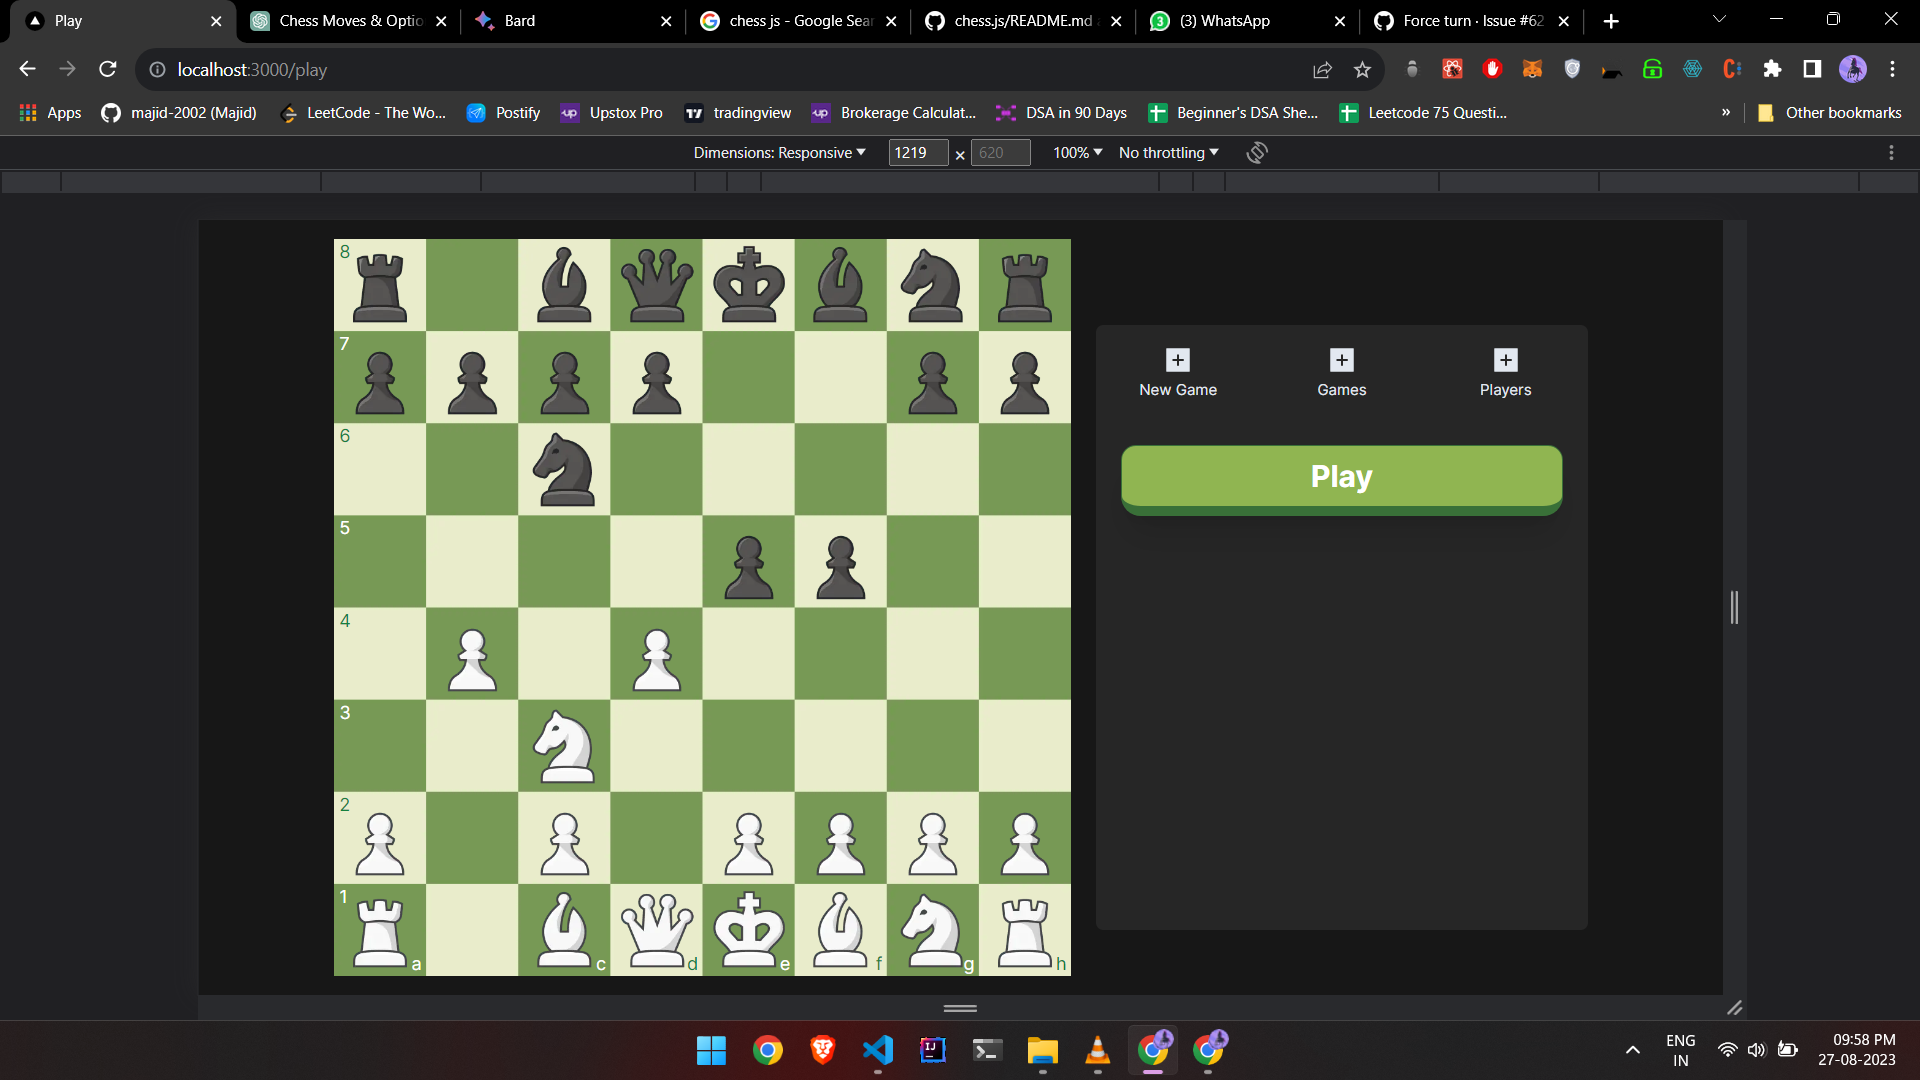 Play
Chess Moves & Optio
Bard
chess js - Google Sear
chess.js/README.md
(3) WhatsApp
Force turn · Issue #62
localhost:3000/play
Apps
majid-2002 (Majid)
LeetCode - The Wo...
Postify
up
Upstox Pro
tradingview
up
Brokerage Calculat...
DSA in 90 Days
Beginner's DSA She...
Leetcode 75 Questi...
»
Other bookmarks
Dimensions: Responsive
1219
×
620
100%
No throttling
8
7
New Game
Games
Players
6
Play
5
4
3
2
1
a
c
d
e
f
g
h
ENG
IN
09:58 PM
27-08-2023